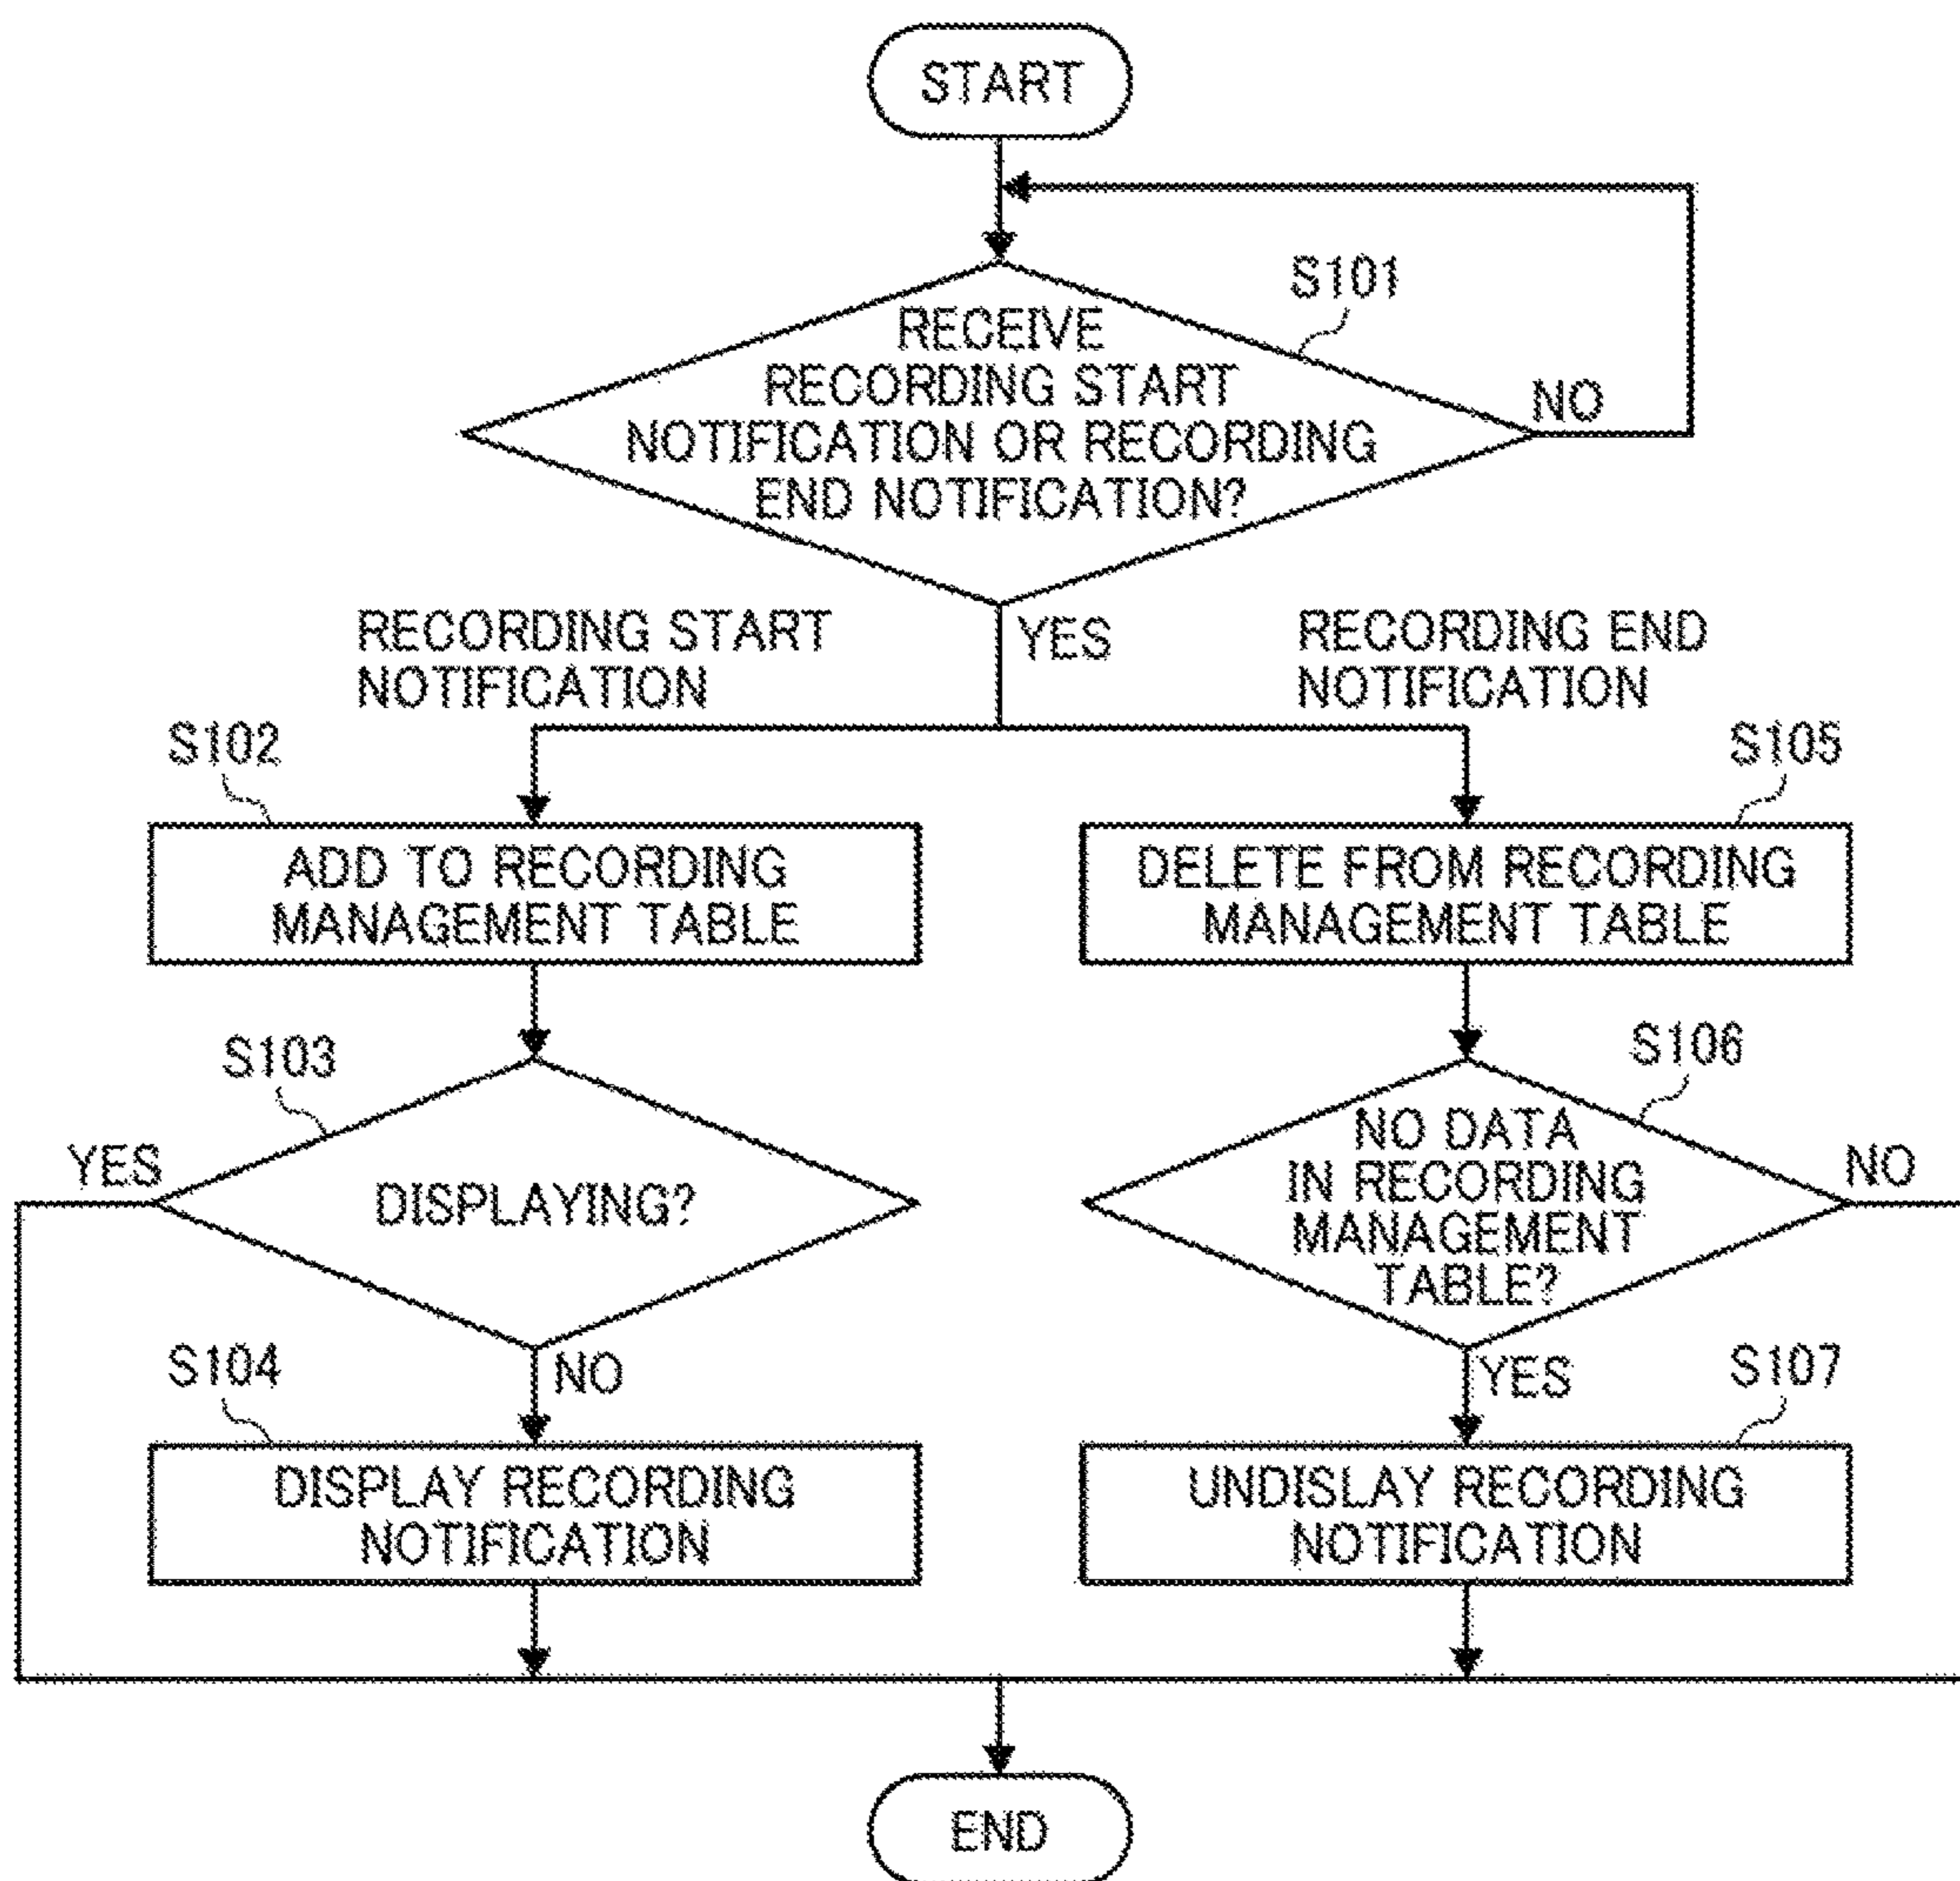 START
S101
RECEIVE
RECORDING START
NOTIFICATION OR RECORDING
END NOTIFICATION?
NO
YES
RECORDING START
NOTIFICATION
RECORDING END
NOTIFICATION
S102
ADD TO RECORDING
MANAGEMENT TABLE
S105
DELETE FROM RECORDING
MANAGEMENT TABLE
S103
YES
DISPLAYING?
NO
S106
NO DATA
IN RECORDING
MANAGEMENT
TABLE?
NO
YES
S104
DISPLAY RECORDING
NOTIFICATION
S107
UNDISLAY RECORDING
NOTIFICATION
END